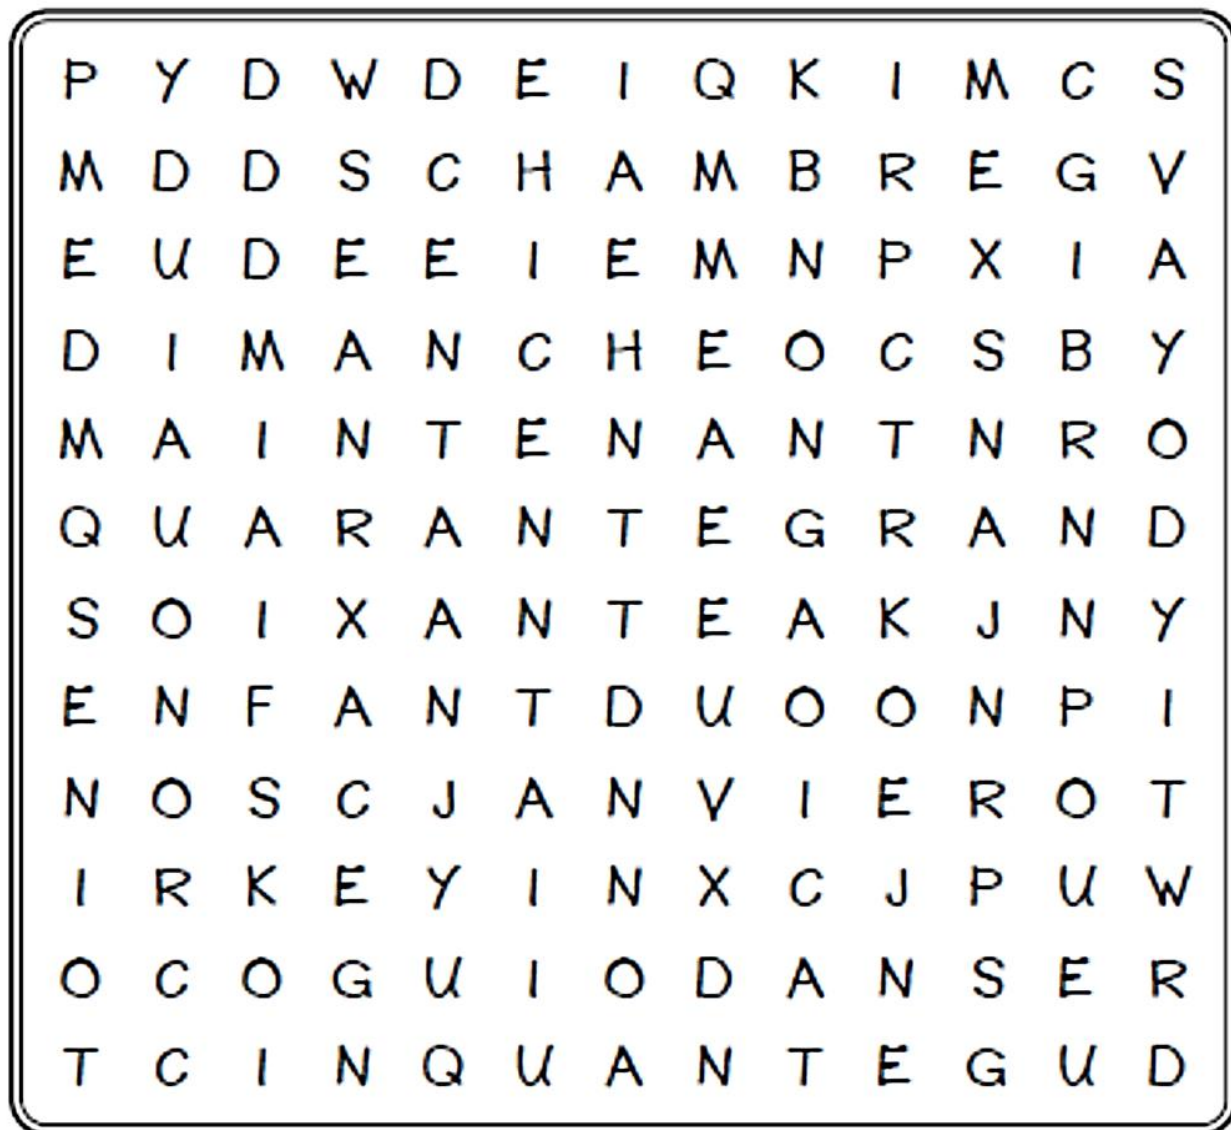 P Y D W D E I Q K I M C S
M D D S C H A M B R E G V
E U D E E I E M N P X I A
D I M A N C H E O C S B Y
M A I N T E N A N T N R O
Q U A R A N T E G R A N D
S O I X A N T E A K J N Y
E N F A N T D U O O N P I
N O S C J A N V I E R O T
I R K E Y I N X C J P U W
O C O G U I O D A N S E R
T C I N Q U A N T E G U D